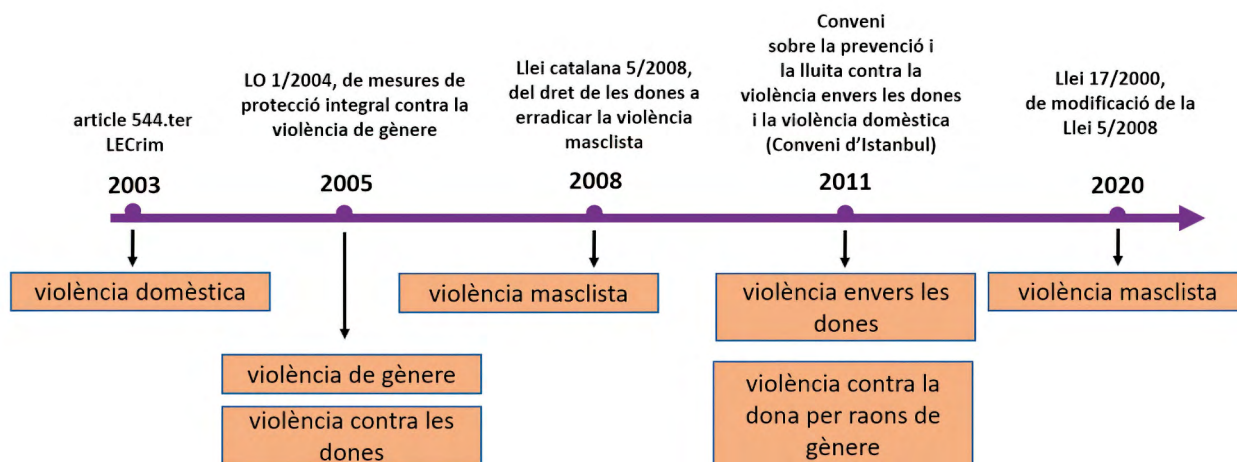 article 544.ter
LECrim
2003
violència domèstica
LO 1/2004, de mesures de
protecció integral contra la
violència de gènere
2005
violència de gènere
violència contra les
dones
Llei catalana 5/2008,
del dret de les dones a
erradicar la violència
masclista
2008
violència masclista
Conveni
sobre la prevenció i
la lluita contra la
violència envers les dones
i la violència domèstica
(Conveni d'Istanbul)
2011
violència envers les
dones
violència contra la
dona per raons de
gènere
Llei 17/2000,
de modificació de la
Llei 5/2008
2020
violència masclista